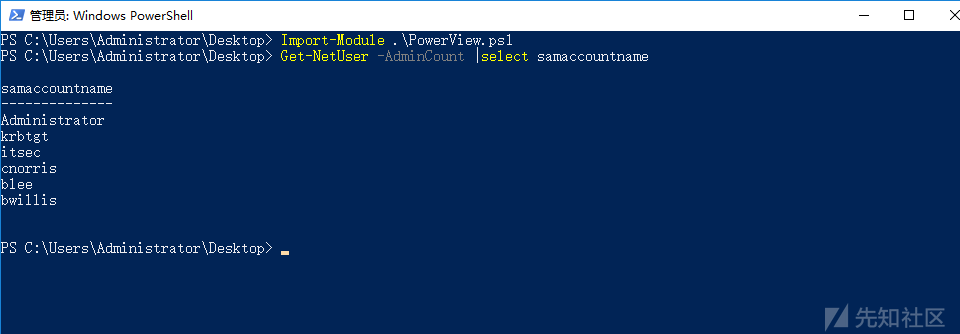 管理员: Windows PowerShell
PS C:\Users\Administrator\Desktop> Import-Module .\PowerView.ps1
PS C:\Users\Administrator\Desktop> Get-NetUser -AdminCount |select samaccountname
samaccountname
--------------
Administrator
krbtgt
itsec
cnorris
blee
bwillis
PS C:\Users\Administrator\Desktop>
先知社区